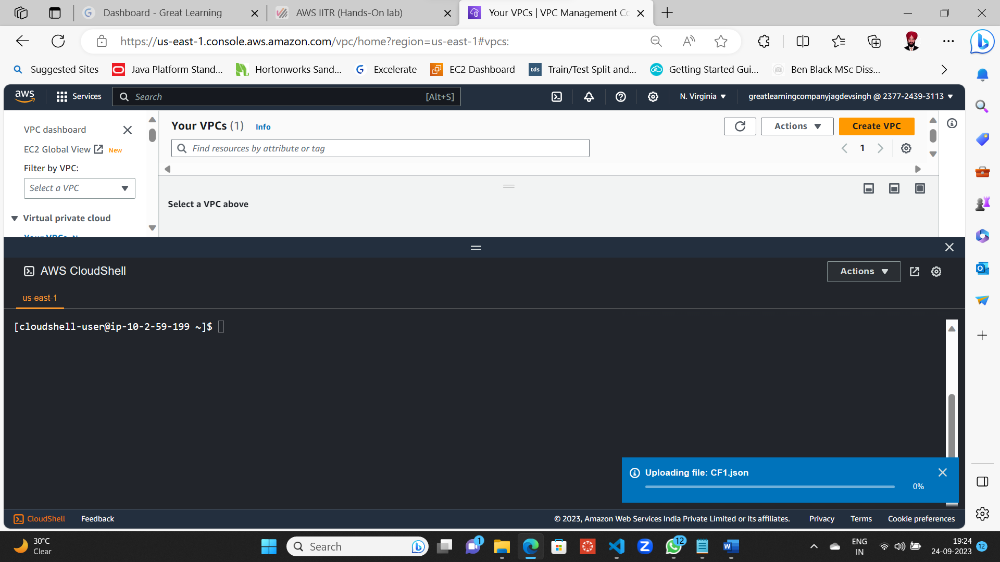 Dashboard - Great Learning
AWS IITR (Hands-On lab)
Your VPCs | VPC Management Co
https://us-east-1.console.aws.amazon.com/vpc/home?region=us-east-1#vpcs:
Suggested Sites
Java Platform Stand...
Hortonworks Sand...
Excelerate
EC2 Dashboard
tds
Train/Test Split and...
Getting Started Gui...
Ben Black MSc Diss...
aws
Services
Search
[Alt+S]
N. Virginia
greatlearningcompanyjagdevsingh @ 2377-2439-3113
VPC dashboard
EC2 Global View
New
Filter by VPC:
Select a VPC
Virtual private cloud
Your VPCs
Your VPCs (1)
Info
Actions
Create VPC
Find resources by attribute or tag
1
Select a VPC above
AWS CloudShell
Actions
us-east-1
[cloudshell-user@ip-10-2-59-199 ~]$
Uploading file: CF1.json
0%
CloudShell
Feedback
© 2023, Amazon Web Services India Private Limited or its affiliates.
Privacy
Terms
Cookie preferences
30°C
Clear
Search
1
12
ENG
IN
19:24
24-09-2023
12